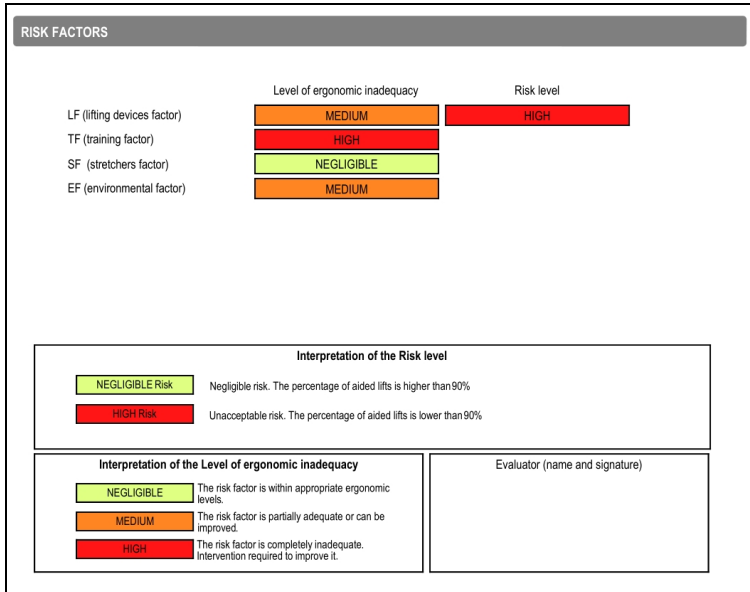 RISK FACTORS
Level of ergonomic inadequacy Risk level
LF (lifting devices factor) MEDIUM HIGH
TF (training factor) HIGH
SF (stretchers factor) NEGLIGIBLE
EF (environmental factor) MEDIUM
Interpretation of the Risk level
NEGLIGIBLE Risk Negligible risk. The percentage of aided lifts is higher than 90%
HIGH Risk Unacceptable risk. The percentage of aided lifts is lower than 90%
Interpretation of the Level of ergonomic inadequacy
NEGLIGIBLE The risk factor is within appropriate ergonomic
levels.
MEDIUM The risk factor is partially adequate or can be
improved.
HIGH The risk factor is completely inadequate.
Intervention required to improve it.
Evaluator (name and signature)